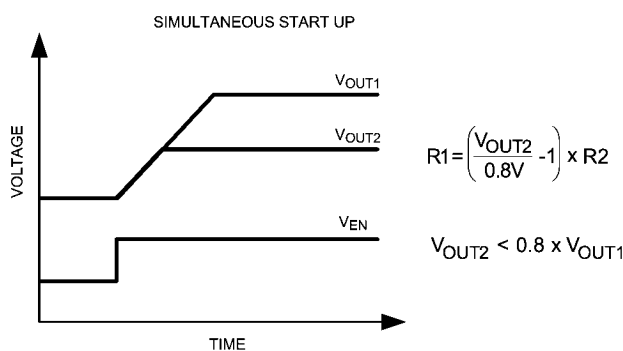 SIMULTANEOUS START UP
VOLTAGE
VOUT1
VOUT2
VEN
TIME
R1=(VOUT2/0.8V -1) x R2
VOUT2 < 0.8 x VOUT1